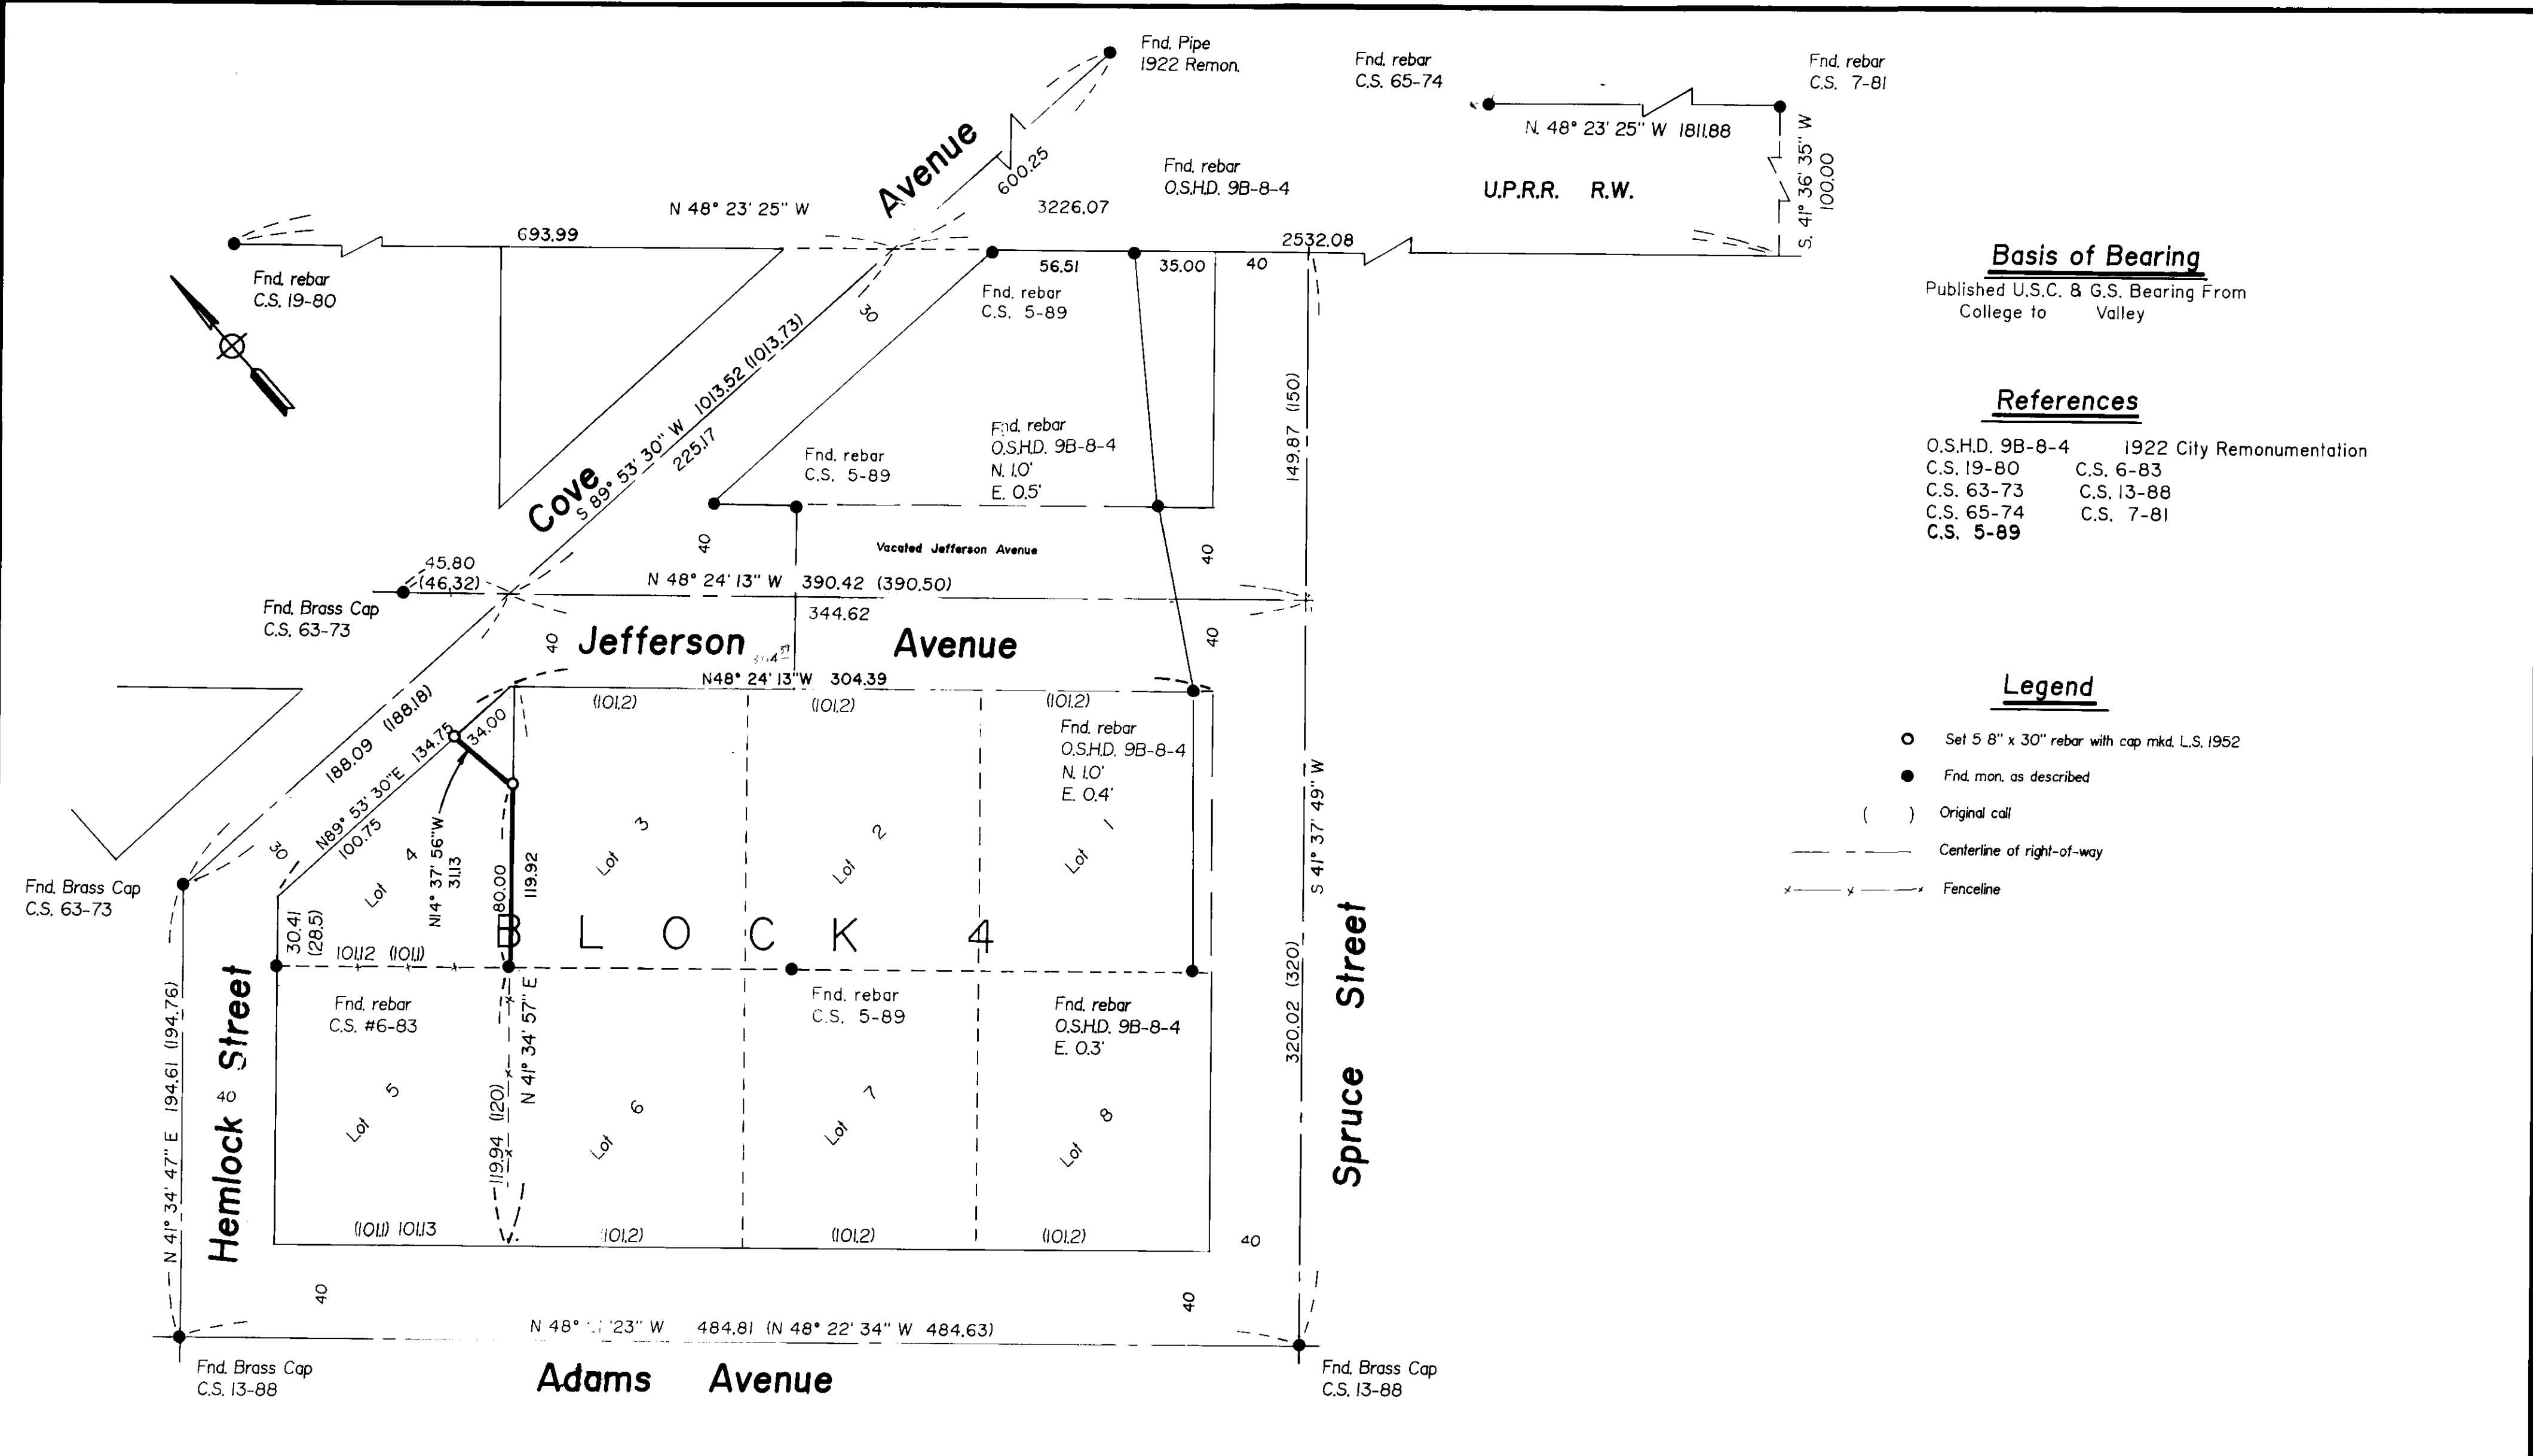 Fnd. Pipe
1922 Remon.
Fnd. rebar
C.S. 65-74
Fnd. rebar
C.S. 7-81
N. 48° 23' 25" W 1811.88
S. 41° 36' 35" W
100.00
U.P.R.R. R.W.
Avenue
600.25
Fnd. rebar
O.S.H.D. 9B-8-4
N 48° 23' 25" W
3226.07
693.99
2532.08
56.51
35.00
40
Fnd. rebar
C.S. 19-80
Fnd. rebar
C.S. 5-89
30
Basis of Bearing
Published U.S.C. & G.S. Bearing From
College to Valley
References
O.S.H.D. 9B-8-4 1922 City Remonumentation
C.S. 19-80 C.S. 6-83
C.S. 63-73 C.S. 13-88
C.S. 65-74 C.S. 7-81
C.S. 5-89
S 89° 53' 30" W 1013.52 (1013.73)
225.17
Cove
149.87 (150)
Fnd. rebar
C.S. 5-89
Fnd. rebar
O.S.H.D. 9B-8-4
N. 1.0'
E. 0.5'
40
Vacated Jefferson Avenue
40
45.80
(46.32)
N 48° 24' 13" W 390.42 (390.50)
344.62
Fnd. Brass Cap
C.S. 63-73
40
Jefferson Avenue
40
N48° 24' 13"W 304.39
(101.2)
(101.2)
(101.2)
188.09 (188.18)
N89° 53' 30"E 134.75
34.00
100.75
30
N14° 37' 56"W
31.13
80.00
119.92
Fnd. rebar
O.S.H.D. 9B-8-4
N. 1.0'
E. 0.4'
Lot 4
Lot 3
Lot 2
Lot 1
S 41° 37' 49" W
Legend
Set 5 8" x 30" rebar with cap mkd. L.S. 1952
Fnd. mon. as described
( ) Original call
Centerline of right-of-way
Fenceline
Fnd. Brass Cap
C.S. 63-73
30.41
(28.5)
BLOCK 4
101.12 (101.1)
Fnd. rebar
C.S. #6-83
Fnd. rebar
C.S. 5-89
Fnd. rebar
O.S.H.D. 9B-8-4
E. 0.3'
N 41° 34' 57" E
119.94 (120)
320.02 (320)
Spruce Street
N 41° 34' 47" E 194.61 (194.76)
Hemlock Street
40
Lot 5
Lot 6
Lot 7
Lot 8
(101.1) 101.13
(101.2)
(101.2)
(101.2)
40
40
40
N 48° '23" W 484.81 (N 48° 22' 34" W 484.63)
Fnd. Brass Cap
C.S. 13-88
Adams Avenue
Fnd. Brass Cap
C.S. 13-88